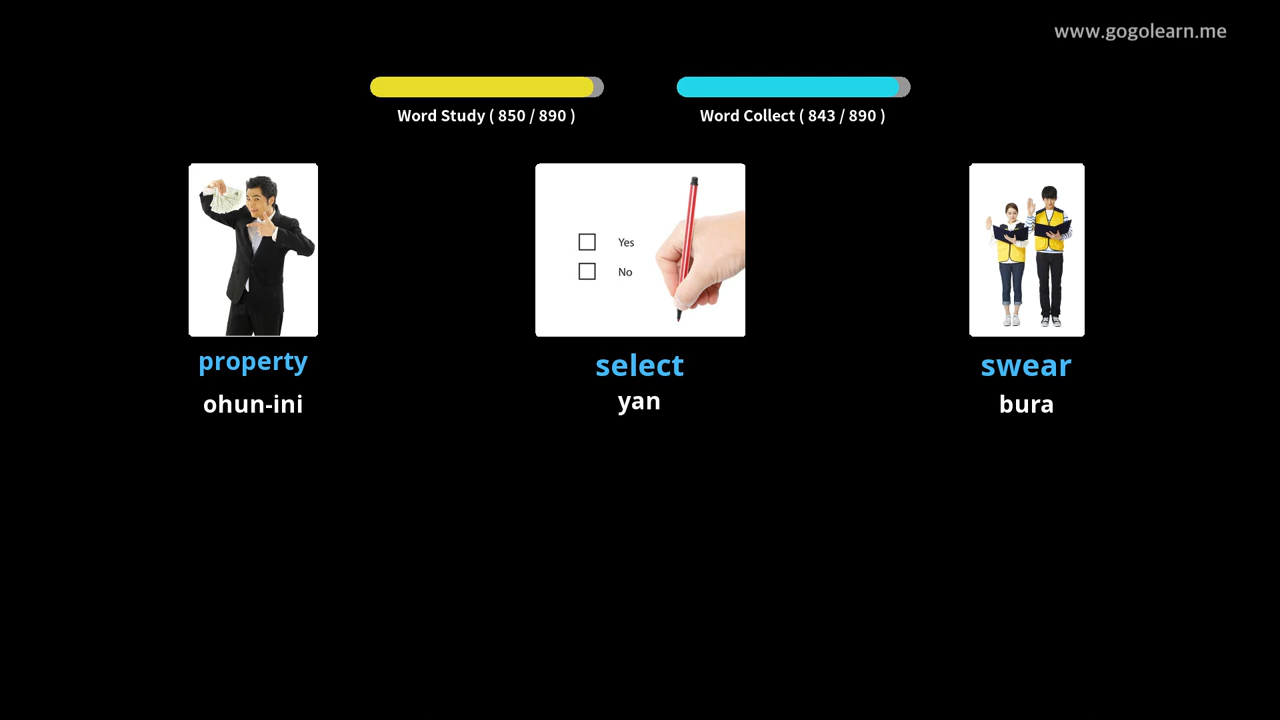 www.gogolearn.me
Word Study ( 850 / 890 )
Word Collect ( 843 / 890 )
Yes
No
property
select
swear
ohun-ini
yan
bura